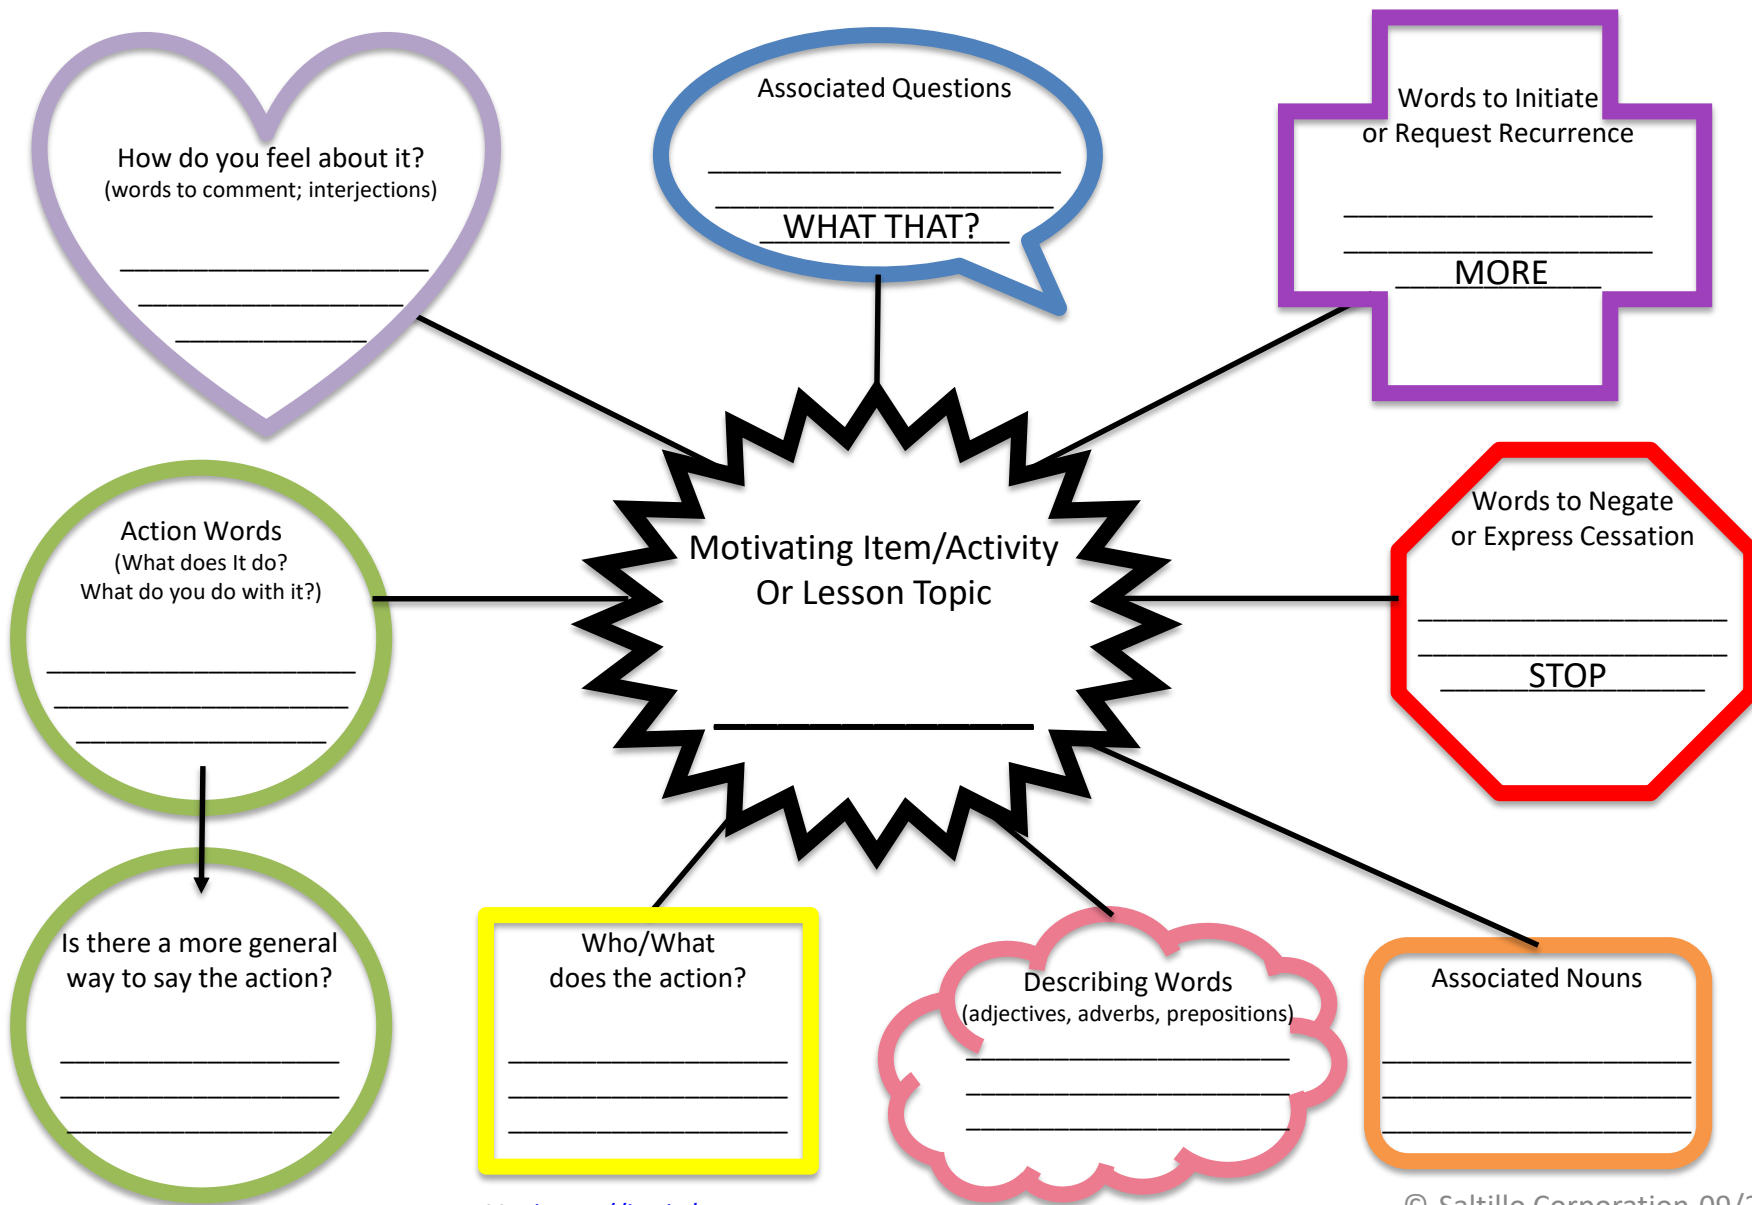 How do you feel about it?
(words to comment; interjections)
Associated Questions
WHAT THAT?
Words to Initiate
or Request Recurrence
MORE
Action Words
(What does It do?
What do you do with it?)
Motivating Item/Activity
Or Lesson Topic
Words to Negate
or Express Cessation
STOP
Is there a more general
way to say the action?
Who/What
does the action?
Describing Words
(adjectives, adverbs, prepositions)
Associated Nouns
© Saltillo Corporation